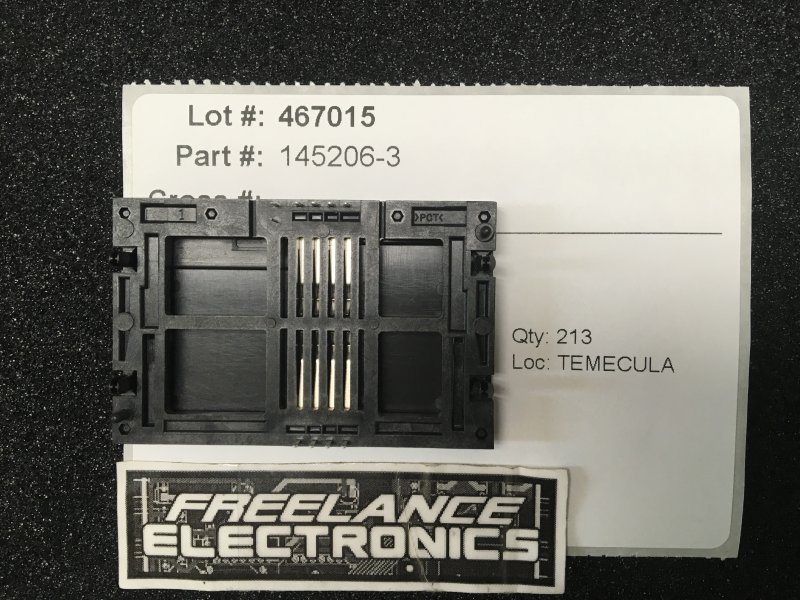 Lot #: 467015
Part #: 145206-3
1
>PCT<
Qty: 213
Loc: TEMECULA
FREELANCE
ELECTRONICS